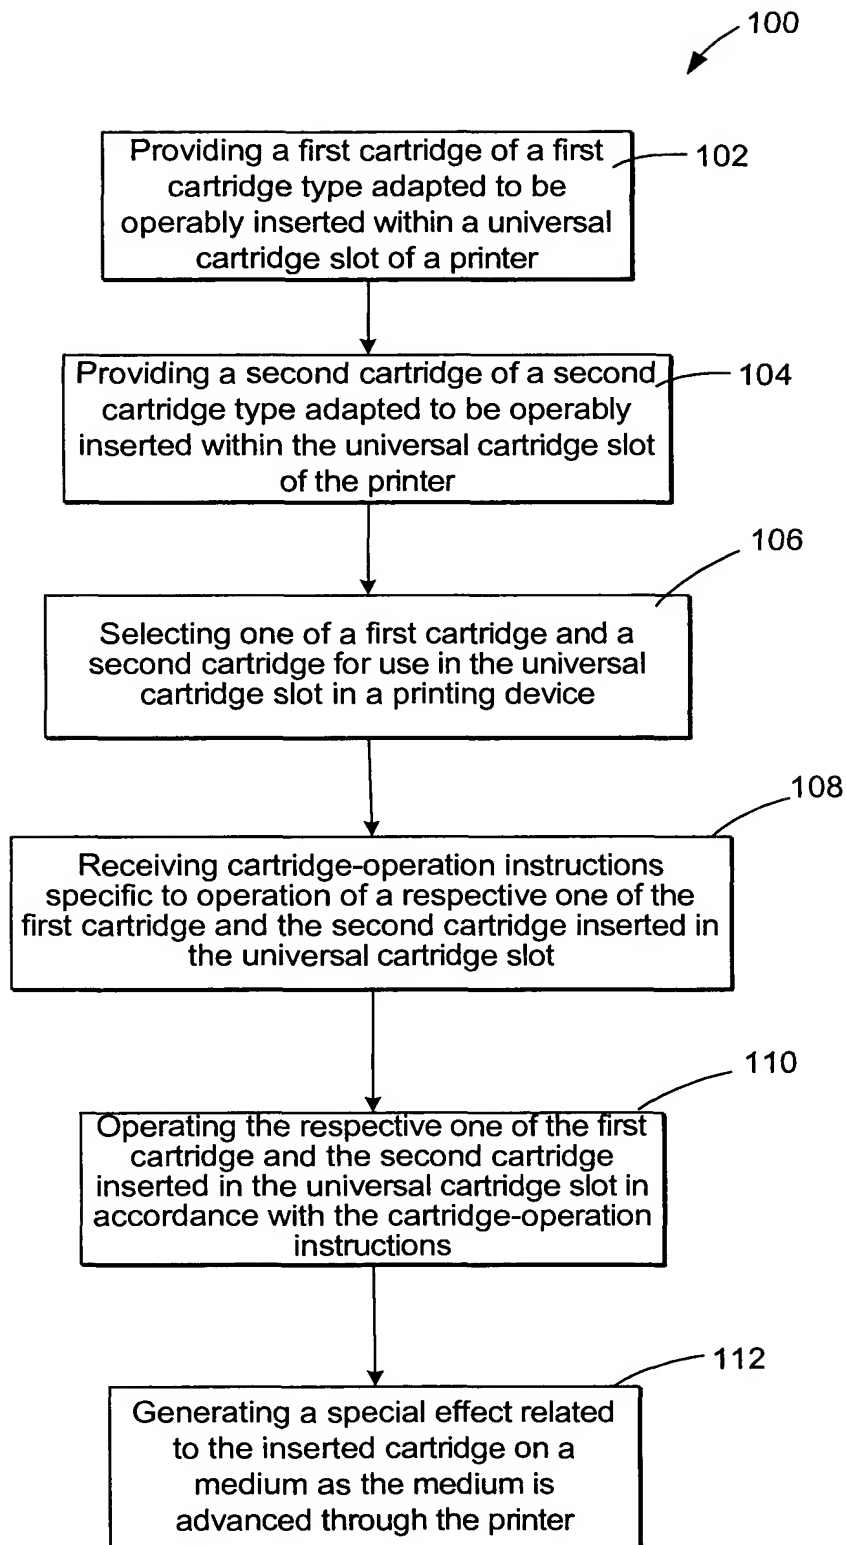 100
Providing a first cartridge of a first
cartridge type adapted to be
operably inserted within a universal
cartridge slot of a printer
102
Providing a second cartridge of a second
cartridge type adapted to be operably
inserted within the universal cartridge slot
of the printer
104
106
Selecting one of a first cartridge and a
second cartridge for use in the universal
cartridge slot in a printing device
108
Receiving cartridge-operation instructions
specific to operation of a respective one of the
first cartridge and the second cartridge inserted in
the universal cartridge slot
110
Operating the respective one of the first
cartridge and the second cartridge
inserted in the universal cartridge slot in
accordance with the cartridge-operation
instructions
112
Generating a special effect related
to the inserted cartridge on a
medium as the medium is
advanced through the printer